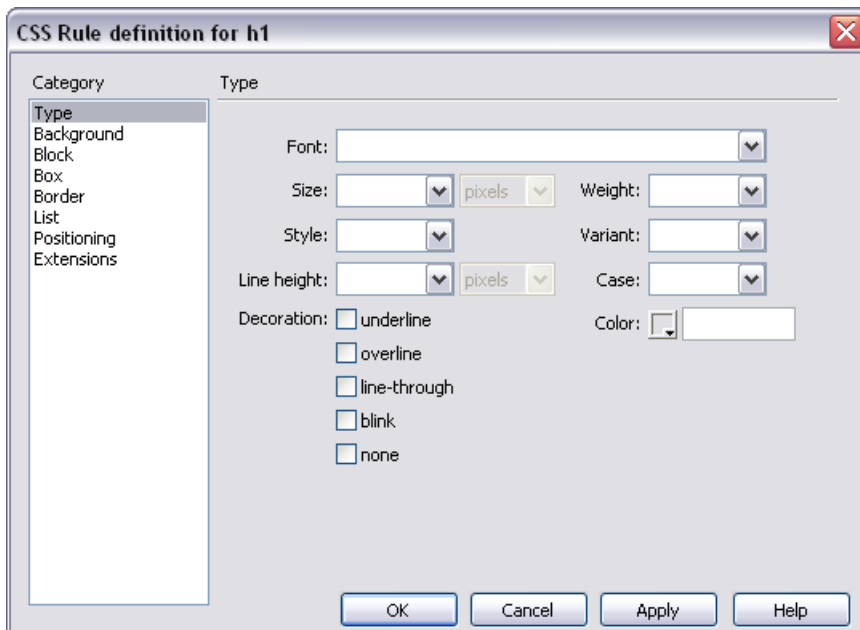 CSS Rule definition for h1
Category
Type
Type
Background
Block
Box
Border
List
Positioning
Extensions
Font:
Size: pixels Weight:
Style: Variant:
Line height: pixels Case:
Decoration: underline Color:
overline
line-through
blink
none
OK Cancel Apply Help